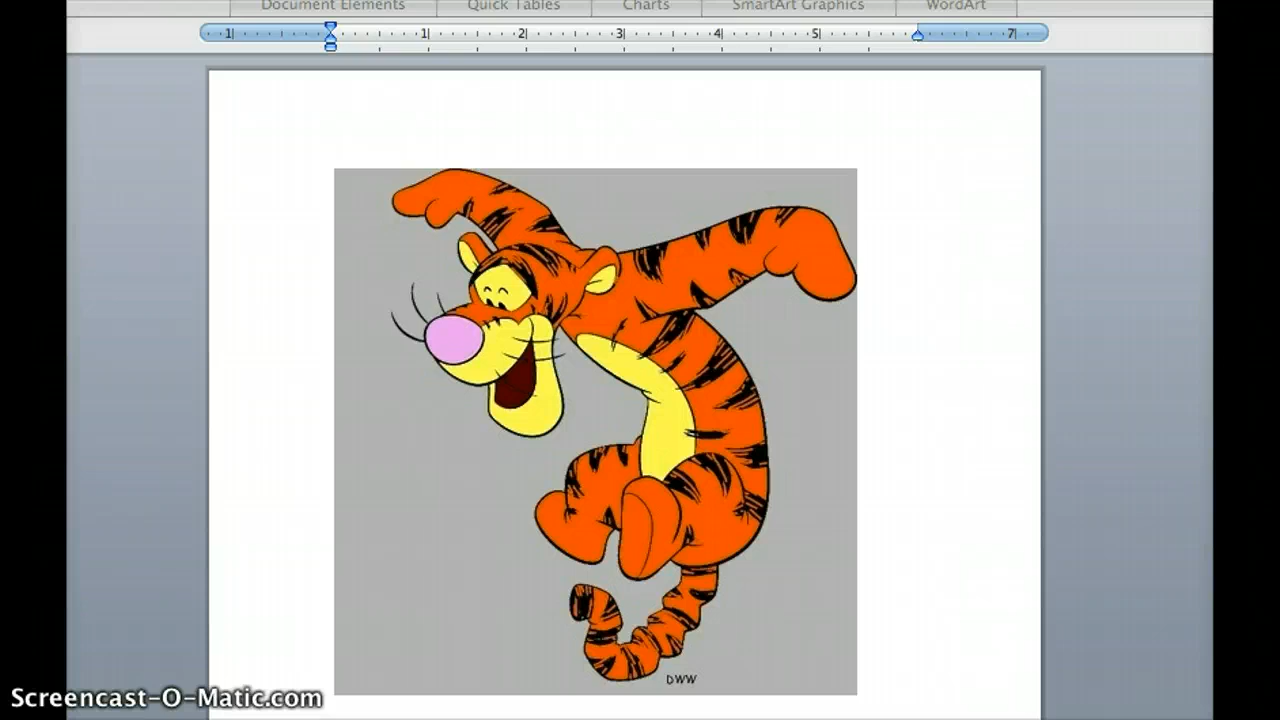 Document Elements Quick Tables Charts SmartArt Graphics WordArt
1 1 2 3 4 5 7
DWW
Screencast-O-Matic.com